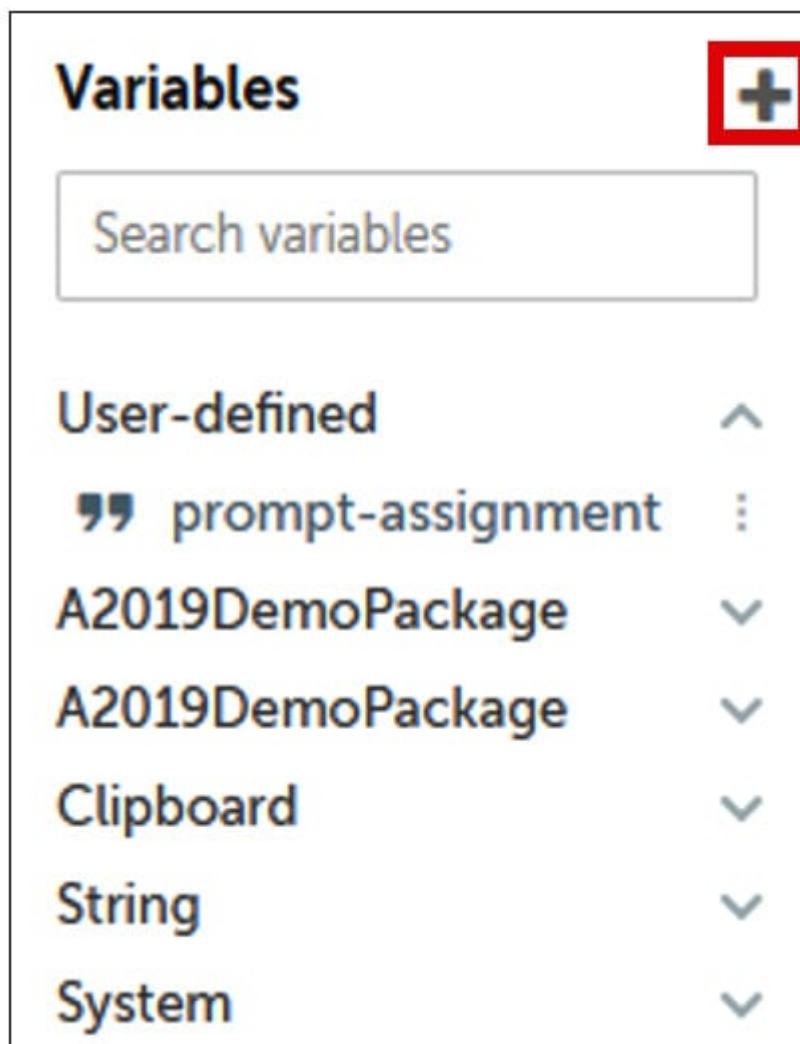 Variables
Search variables
User-defined
prompt-assignment
A2019DemoPackage
A2019DemoPackage
Clipboard
String
System